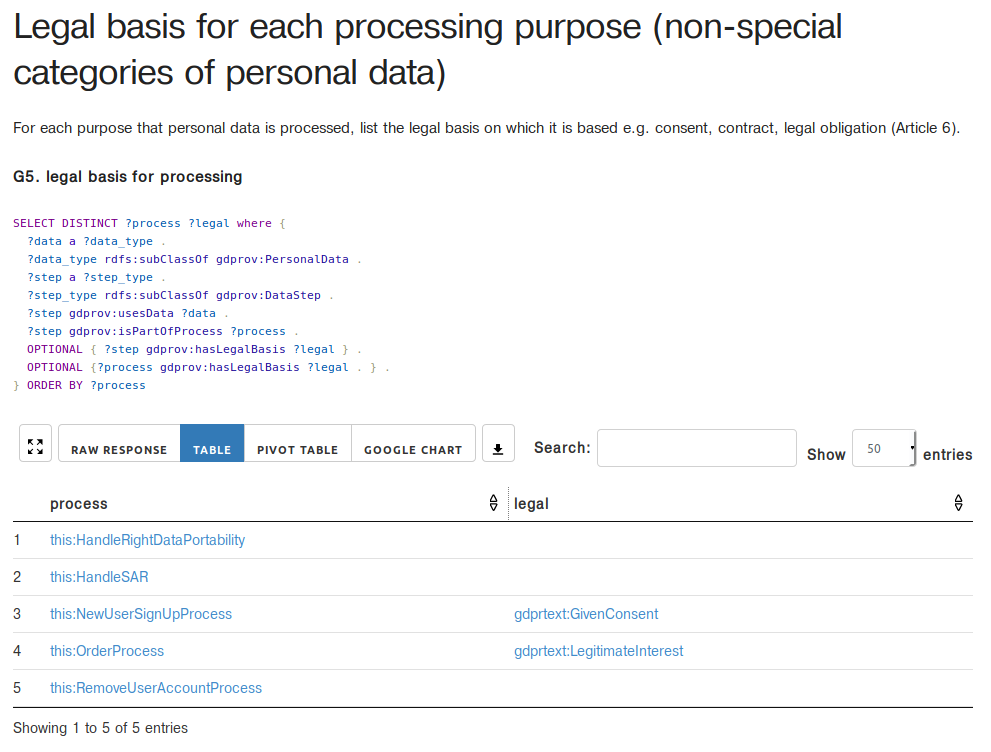 Legal basis for each processing purpose (non-special
categories of personal data)
For each purpose that personal data is processed, list the legal basis on which it is based e.g. consent, contract, legal obligation (Article 6).
G5. legal basis for processing
SELECT DISTINCT ?process ?legal where {
?data a ?data_type .
?data_type rdfs:subClassOf gdprov:PersonalData .
?step a ?step_type .
?step_type rdfs:subClassOf gdprov:DataStep .
?step gdprov:usesData ?data .
?step gdprov:isPartOfProcess ?process .
OPTIONAL { ?step gdprov:hasLegalBasis ?legal } .
OPTIONAL {?process gdprov:hasLegalBasis ?legal . } .
} ORDER BY ?process
RAW RESPONSE TABLE PIVOT TABLE GOOGLE CHART Search: Show 50 entries
process legal
1 this:HandleRightDataPortability
2 this:HandleSAR
3 this:NewUserSignUpProcess gdprtext:GivenConsent
4 this:OrderProcess gdprtext:LegitimateInterest
5 this:RemoveUserAccountProcess
Showing 1 to 5 of 5 entries